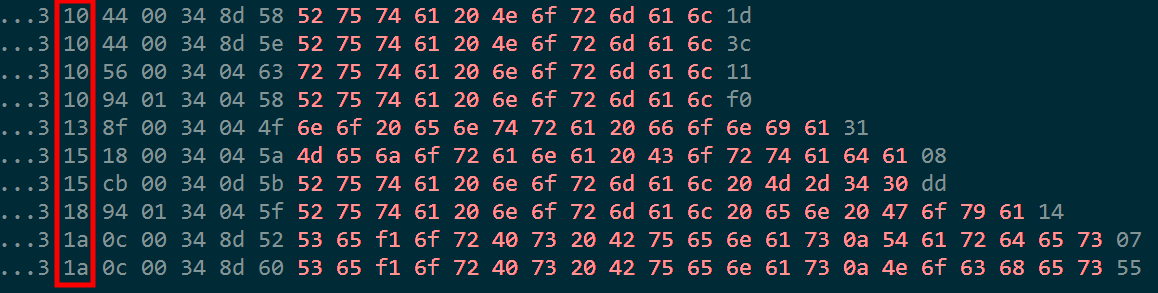 ...3 10 44 00 34 8d 58 52 75 74 61 20 4e 6f 72 6d 61 6c 1d
...3 10 44 00 34 8d 5e 52 75 74 61 20 4e 6f 72 6d 61 6c 3c
...3 10 56 00 34 04 63 72 75 74 61 20 6e 6f 72 6d 61 6c 11
...3 10 94 01 34 04 58 52 75 74 61 20 6e 6f 72 6d 61 6c f0
...3 13 8f 00 34 04 4f 6e 6f 20 65 6e 74 72 61 20 66 6f 6e 69 61 31
...3 15 18 00 34 04 5a 4d 65 6a 6f 72 61 6e 61 20 43 6f 72 74 61 64 61 08
...3 15 cb 00 34 0d 5b 52 75 74 61 20 6e 6f 72 6d 61 6c 20 4d 2d 34 30 dd
...3 18 94 01 34 04 5f 52 75 74 61 20 6e 6f 72 6d 61 6c 20 65 6e 20 47 6f 79 61 14
...3 1a 0c 00 34 8d 52 53 65 f1 6f 72 40 73 20 42 75 65 6e 61 73 0a 54 61 72 64 65 73 07
...3 1a 0c 00 34 8d 60 53 65 f1 6f 72 40 73 20 42 75 65 6e 61 73 0a 4e 6f 63 68 65 73 55